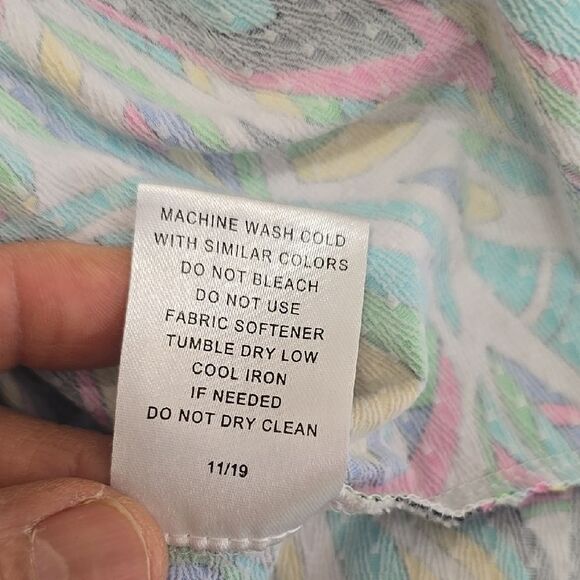 MACHINE WASH COLD
WITH SIMILAR COLORS
DO NOT BLEACH
DO NOT USE
FABRIC SOFTENER
TUMBLE DRY LOW
COOL IRON
IF NEEDED
DO NOT DRY CLEAN
11/19